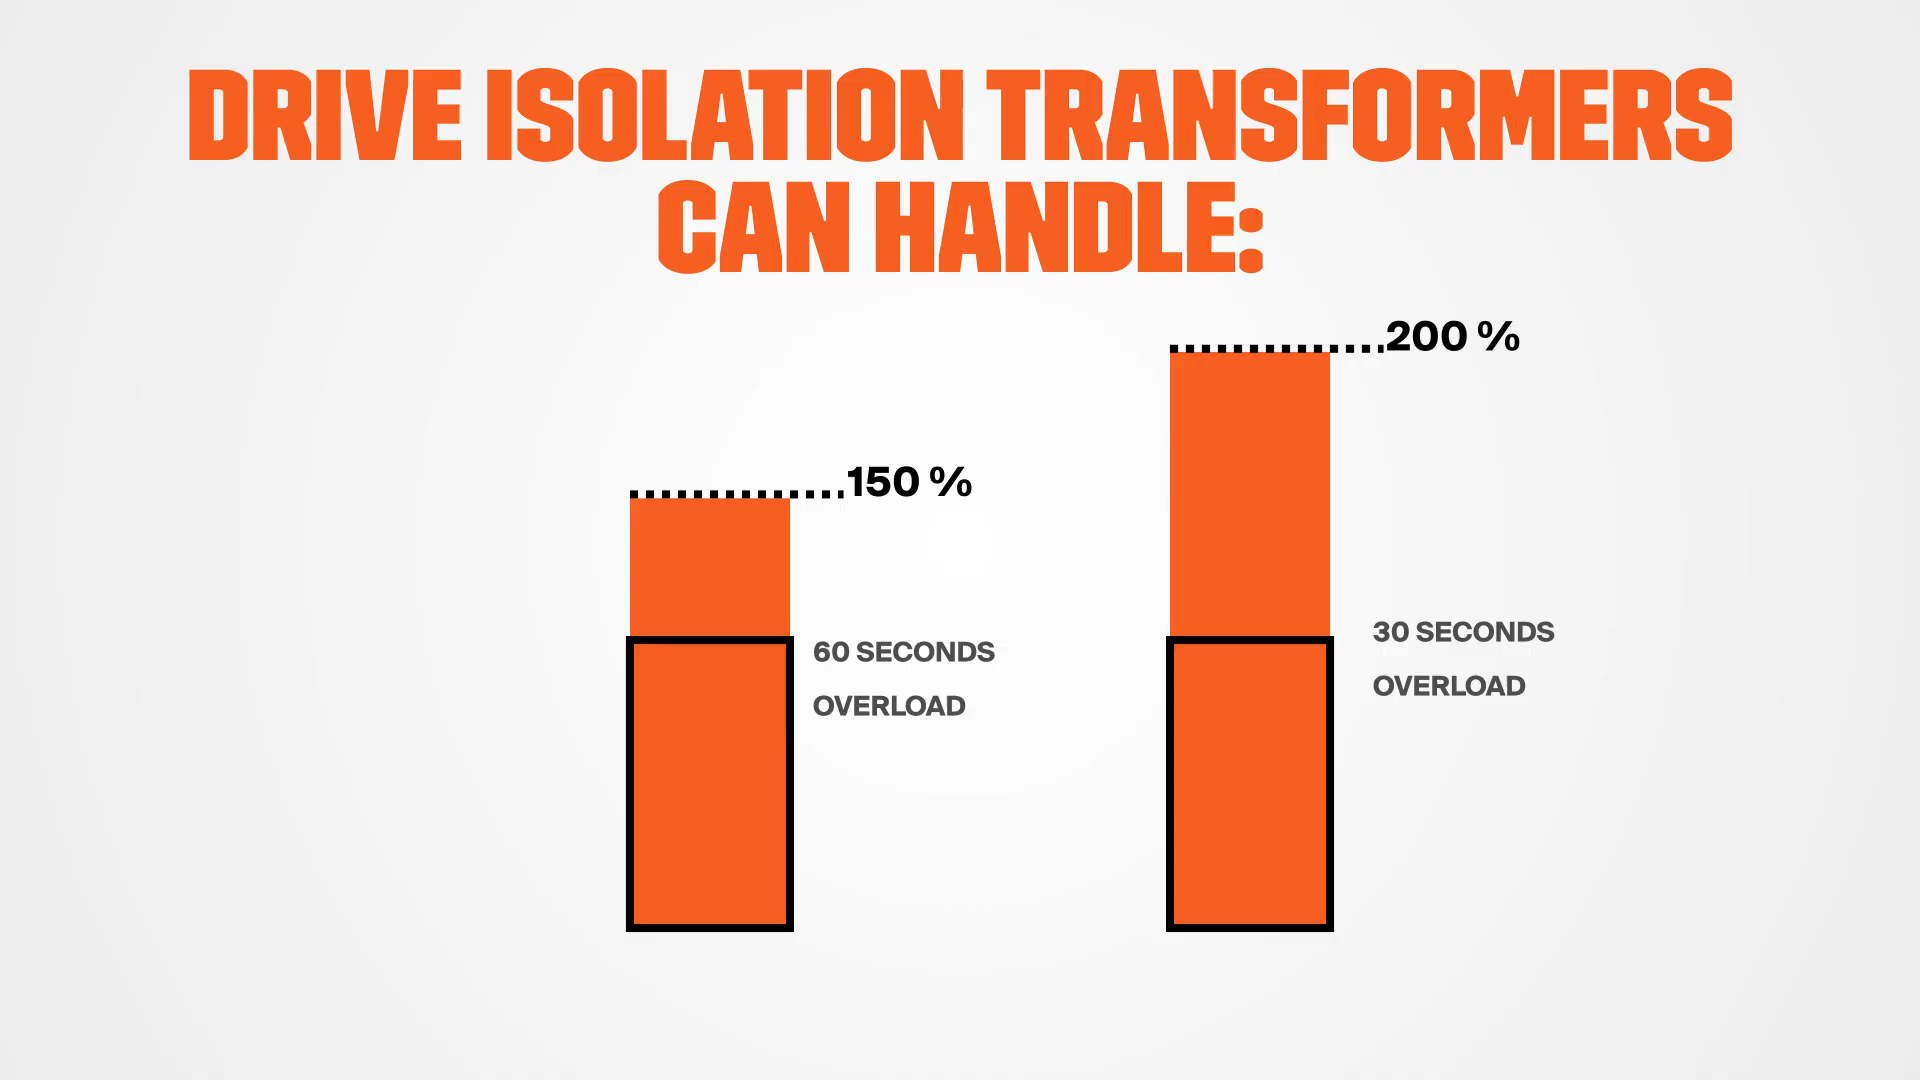 DRIVE ISOLATION TRANSFORMERS
CAN HANDLE:
150 %
60 SECONDS
OVERLOAD
200 %
30 SECONDS
OVERLOAD